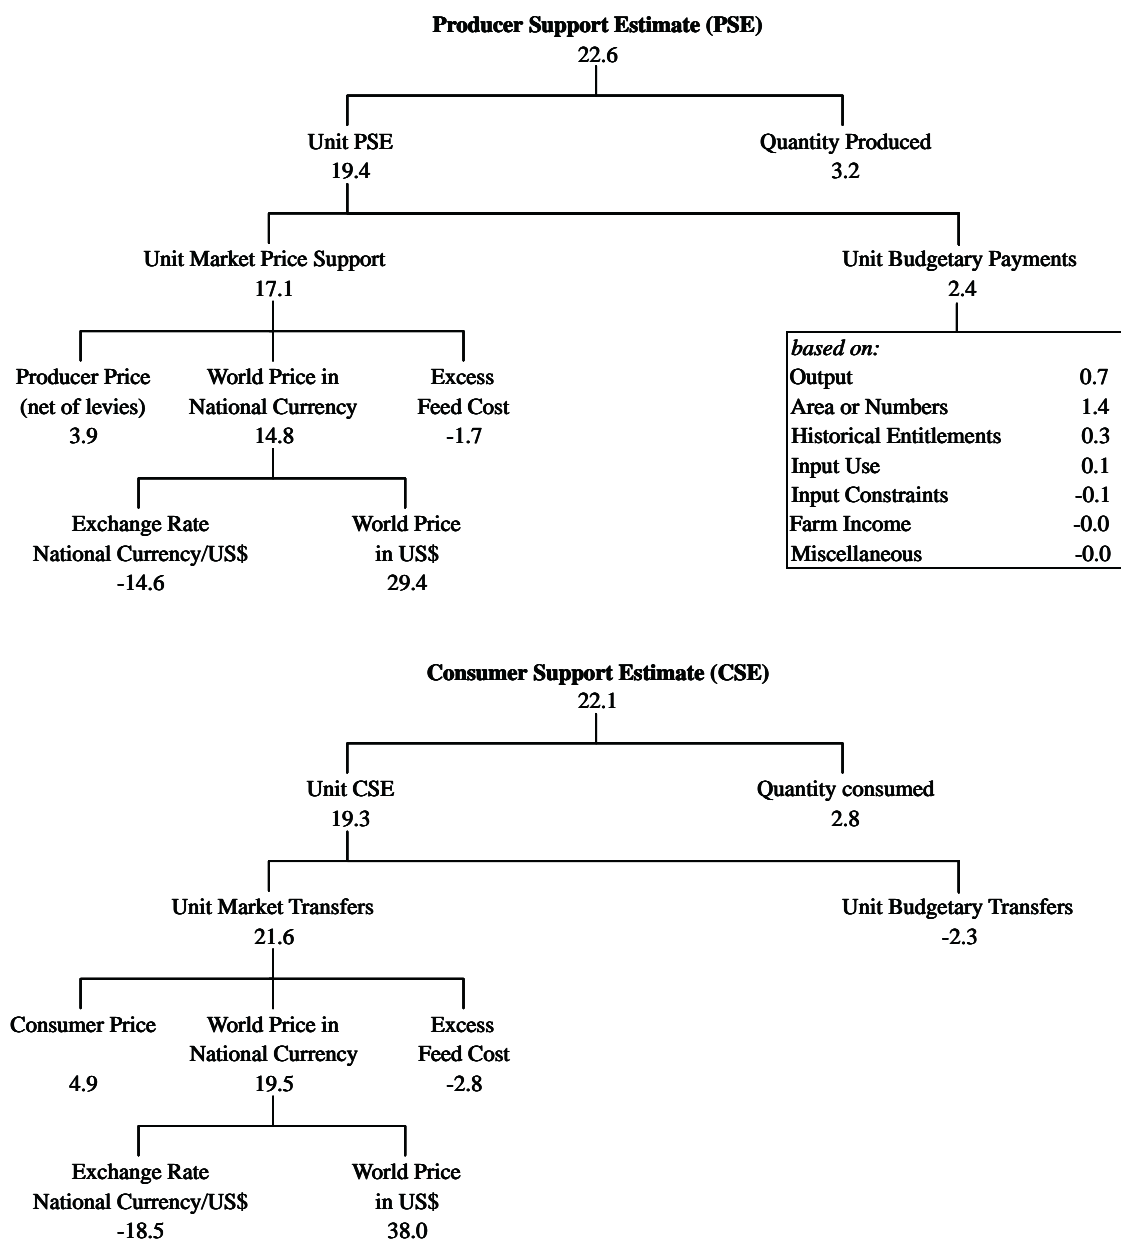 Producer Support Estimate (PSE)
22.6
Unit PSE
Quantity Produced
19.4
3.2
Unit Market Price Support
Unit Budgetary Payments
17.1
2.4
based on:
Producer Price
World Price in
Excess
Output 0.7
(net of levies)
National Currency
Feed Cost
Area or Numbers 1.4
3.9
14.8
-1.7
Historical Entitlements 0.3
Input Use 0.1
Input Constraints -0.1
Exchange Rate
World Price
Farm Income -0.0
National Currency/US$
in US$
Miscellaneous -0.0
-14.6
29.4
Consumer Support Estimate (CSE)
22.1
Unit CSE
Quantity consumed
19.3
2.8
Unit Market Transfers
Unit Budgetary Transfers
21.6
-2.3
Consumer Price
World Price in
Excess
National Currency
Feed Cost
4.9
19.5
-2.8
Exchange Rate
World Price
National Currency/US$
in US$
-18.5
38.0